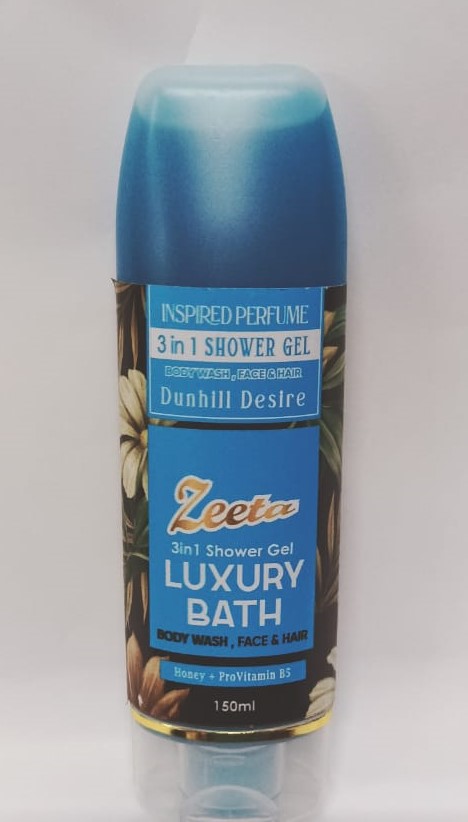 INSPIRED PERFUME
3 in 1 SHOWER GEL
BODY WASH , FACE & HAIR
Dunhill Desire
Zeeta
3in1 Shower Gel
LUXURY
BATH
BODY WASH , FACE & HAIR
Honey + ProVitamin B5
150ml